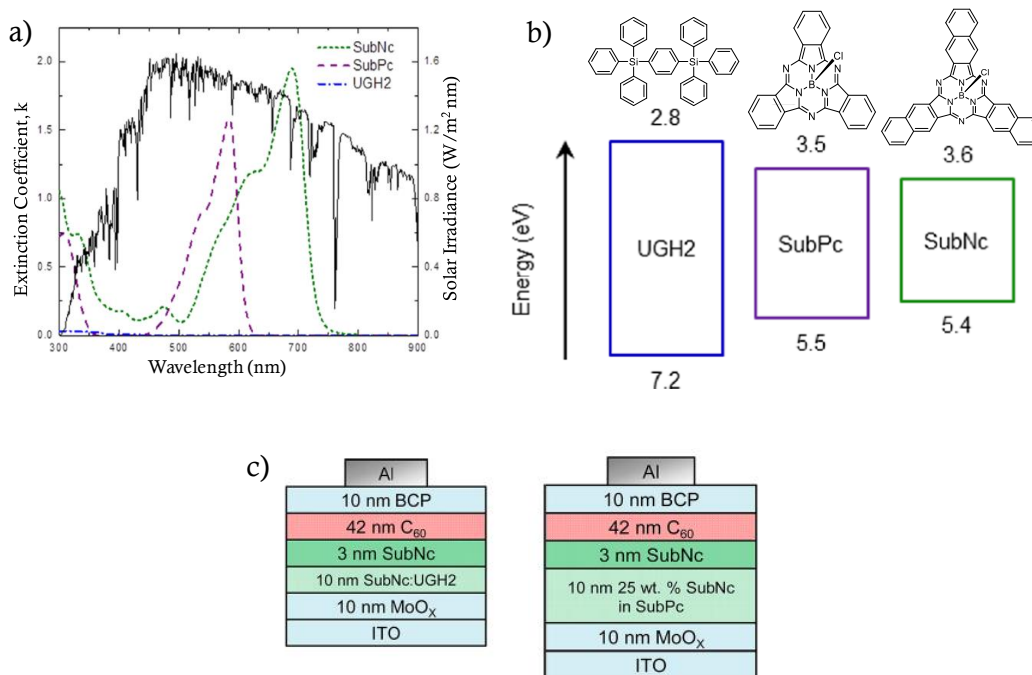 a)
SubNc
SubPc
UGH2
2.0
1.5
1.0
0.5
0.0
Extinction Coefficient, k
1.6
1.2
0.8
0.4
0.0
Solar Irradiance (W/m² nm)
300 400 500 600 700 800 900
Wavelength (nm)
b)
Si Si
N N N N N N B Cl
N N N N N N B Cl
2.8
3.5
3.6
Energy (eV)
UGH2
SubPc
SubNc
7.2
5.5
5.4
c)
Al
10 nm BCP
42 nm C₆₀
3 nm SubNc
10 nm SubNc:UGH2
10 nm MoOₓ
ITO
Al
10 nm BCP
42 nm C₆₀
3 nm SubNc
10 nm 25 wt. % SubNc
in SubPc
10 nm MoOₓ
ITO